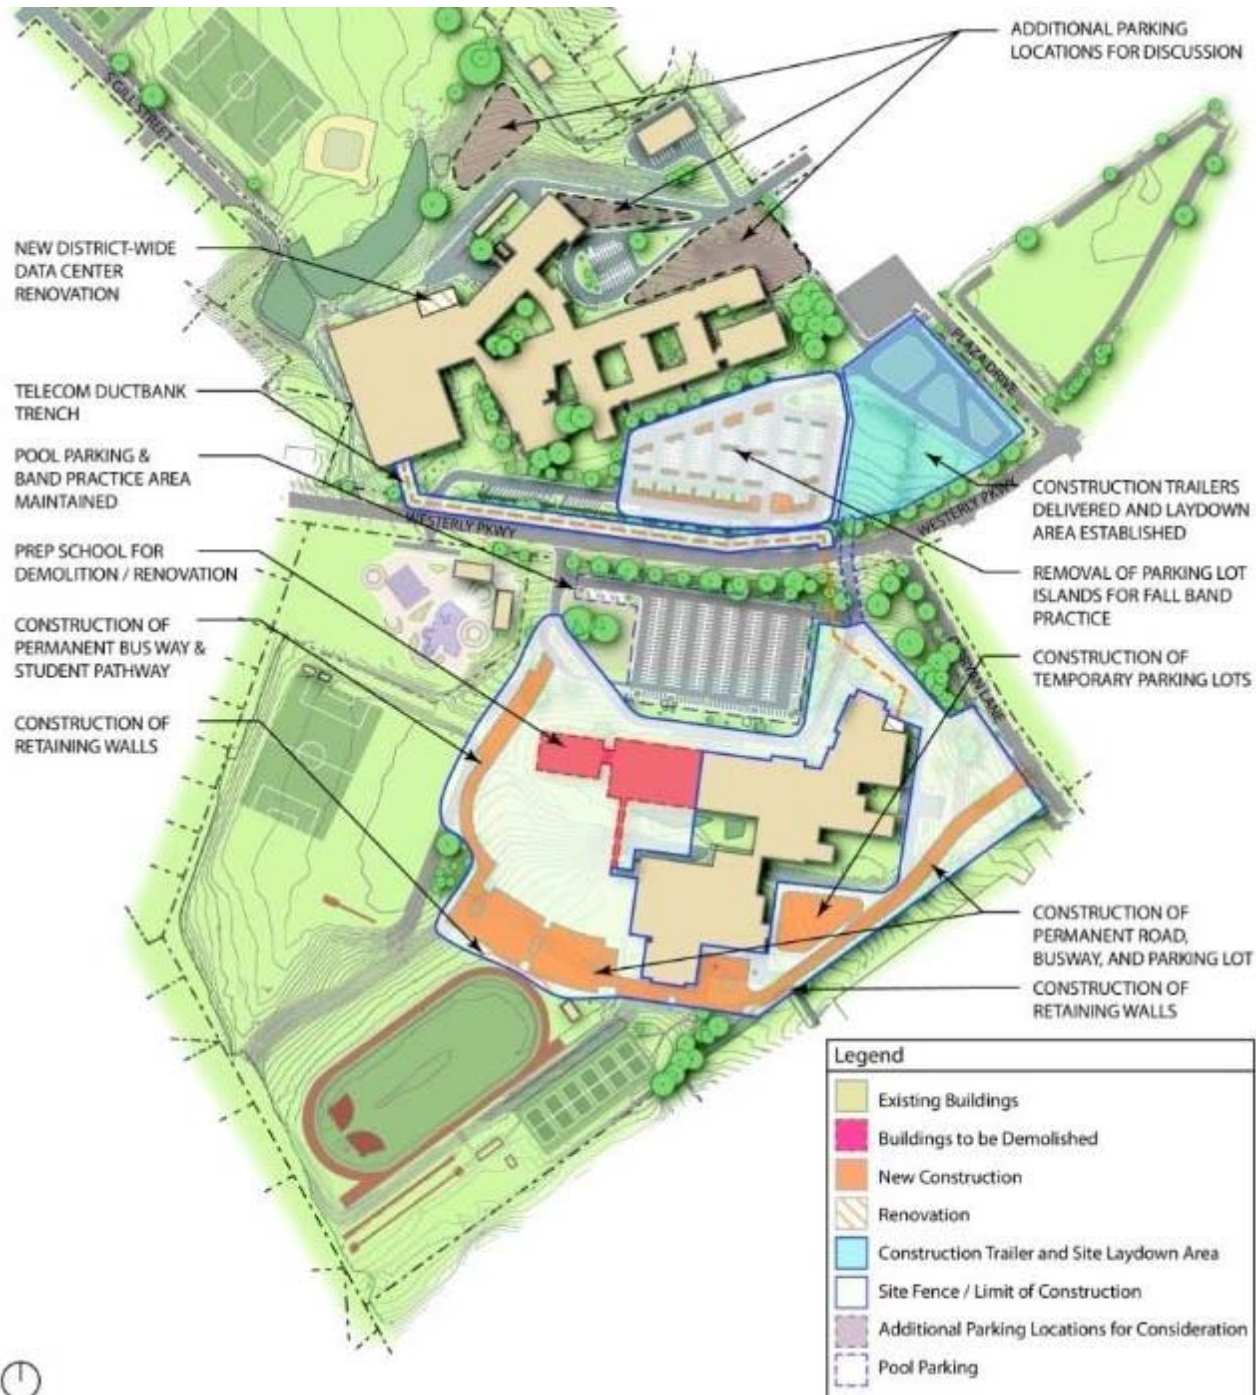 ADDITIONAL PARKING
LOCATIONS FOR DISCUSSION
S GILL STREET
NEW DISTRICT-WIDE
DATA CENTER
RENOVATION
PLAZA DRIVE
TELECOM DUCTBANK
TRENCH
POOL PARKING &
BAND PRACTICE AREA
MAINTAINED
WESTERLY PKWY
WESTERLY PKWY
CONSTRUCTION TRAILERS
DELIVERED AND LAYDOWN
AREA ESTABLISHED
PREP SCHOOL FOR
DEMOLITION / RENOVATION
REMOVAL OF PARKING LOT
ISLANDS FOR FALL BAND
PRACTICE
CONSTRUCTION OF
PERMANENT BUS WAY &
STUDENT PATHWAY
CONSTRUCTION OF
TEMPORARY PARKING LOTS
LANE
CONSTRUCTION OF
RETAINING WALLS
CONSTRUCTION OF
PERMANENT ROAD,
BUSWAY, AND PARKING LOT
CONSTRUCTION OF
RETAINING WALLS
Legend
Existing Buildings
Buildings to be Demolished
New Construction
Renovation
Construction Trailer and Site Laydown Area
Site Fence / Limit of Construction
Additional Parking Locations for Consideration
Pool Parking